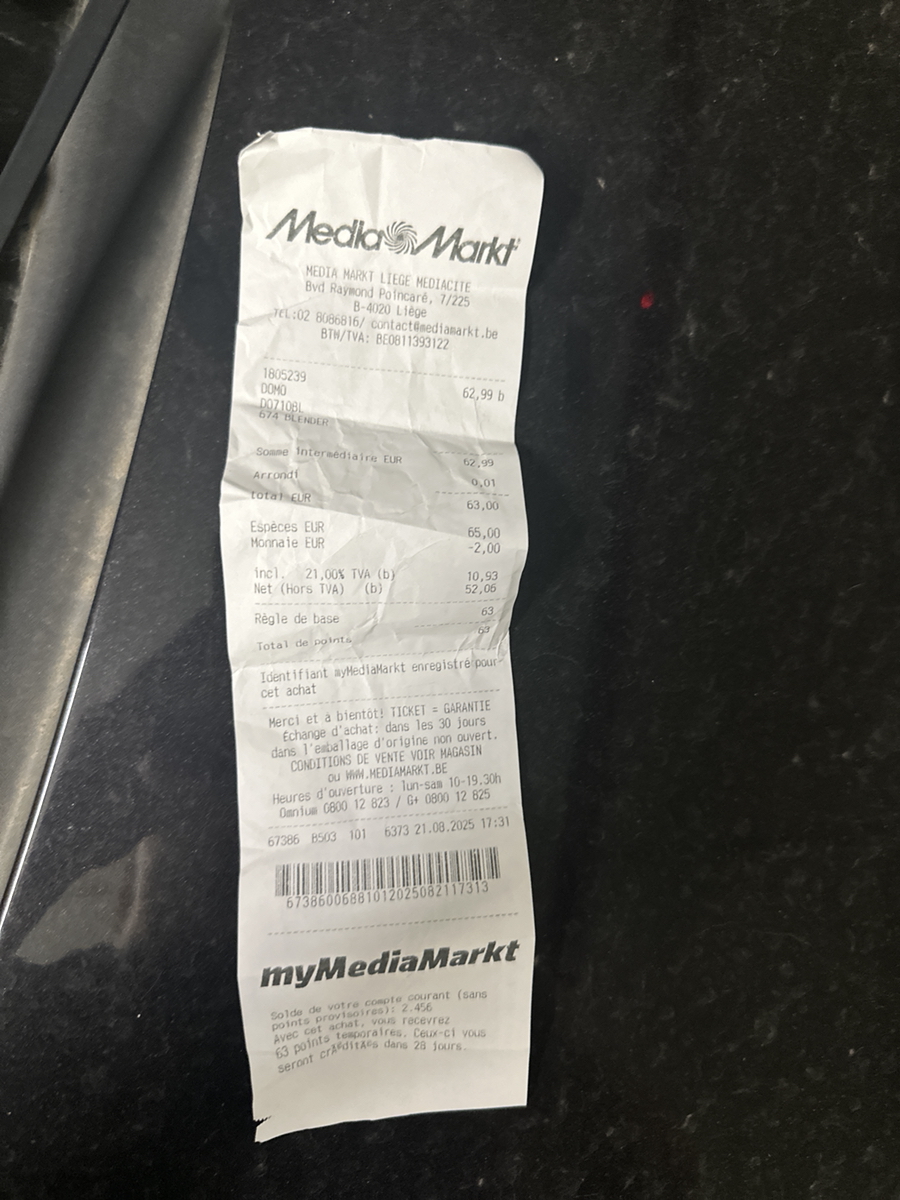 Media Markt
MEDIA MARKT LIEGE MEDIACITE
Bvd Raymond Poincaré, 7/225
B-4020 Liège
TEL:02 8086816/ contact@mediamarkt.be
BTW/TVA: BE0811393122
1805239
DOMO 62,99 b
DO710BL
674 BLENDER
Somme intermédiaire EUR 62,99
Arrondi 0,01
total EUR 63,00
Espèces EUR 65,00
Monnaie EUR -2,00
incl. 21,00% TVA (b) 10,93
Net (Hors TVA) (b) 52,06
Règle de base 63
Total de points 63
Identifiant myMediaMarkt enregistré pour
cet achat
Merci et à bientôt! TICKET = GARANTIE
Échange d'achat: dans les 30 jours
dans l'emballage d'origine non ouvert.
CONDITIONS DE VENTE VOIR MAGASIN
ou WWW.MEDIAMARKT.BE
Heures d'ouverture : lun-sam 10-19.30h
Omnium 0800 12 823 / G+ 0800 12 825
67386 B503 101 6373 21.08.2025 17:31
6738600688101202508211​7313
myMediaMarkt
Solde de votre compte courant (sans
points provisoires): 2.456
Avec cet achat, vous recevrez
63 points temporaires. Ceux-ci vous
seront crÃ©ditÃ©s dans 28 jours.